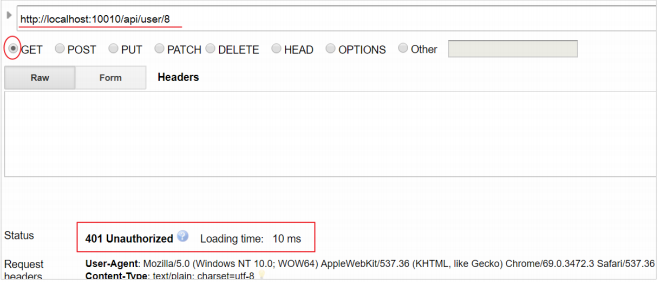 http://localhost:10010/api/user/8
GET POST PUT PATCH DELETE HEAD OPTIONS Other
Raw Form Headers
Status 401 Unauthorized ? Loading time: 10 ms
Request User-Agent: Mozilla/5.0 (Windows NT 10.0; WOW64) AppleWebKit/537.36 (KHTML, like Gecko) Chrome/69.0.3472.3 Safari/537.36
headers Content-Type: text/plain; charset=utf-8